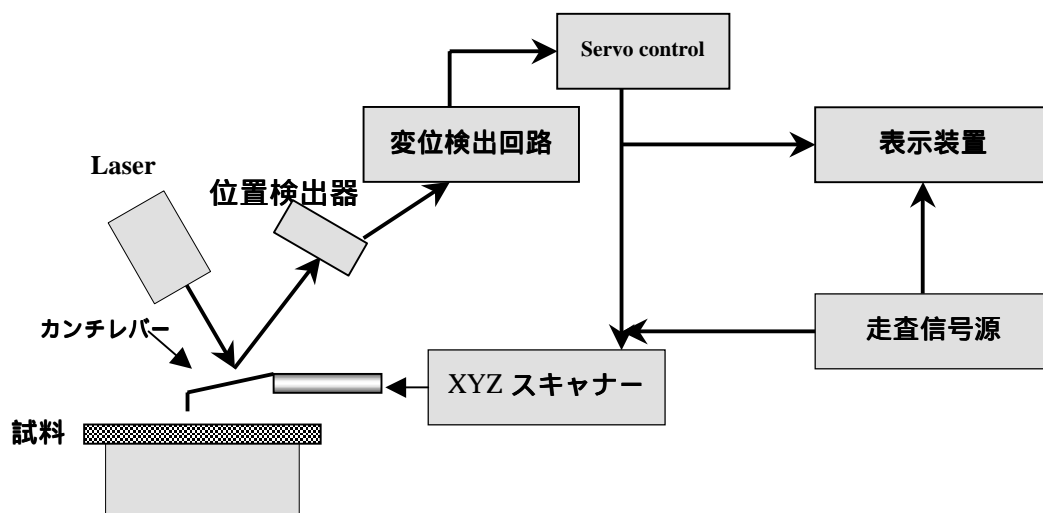 Servo control
変位検出回路
表示装置
Laser
位置検出器
カンチレバー
走査信号源
XYZ スキャナー
試料